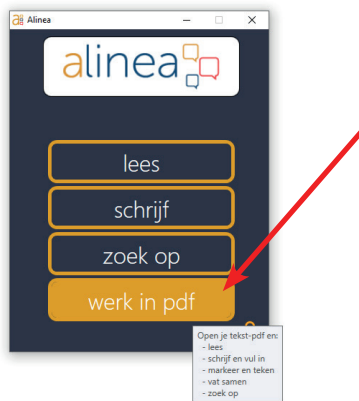 Alinea
alinea
lees
schrijf
zoek op
werk in pdf
Open je tekst-pdf en:
- lees
- schrijf en vul in
- markeer en teken
- vat samen
- zoek op